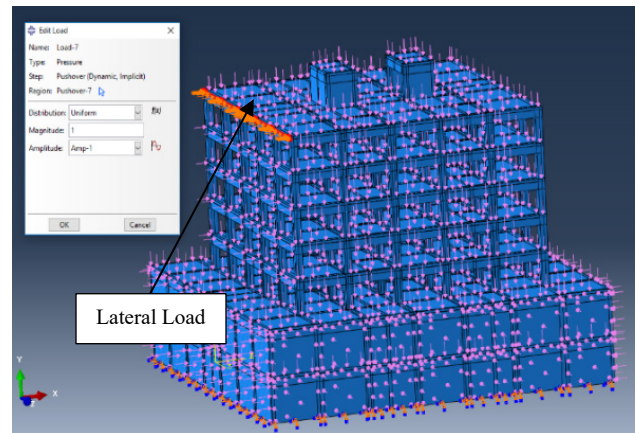 Edit Load
Name: Load-7
Type: Pressure
Step: Pushover (Dynamic, Implicit)
Region: Pushover-7
Distribution: Uniform f(x)
Magnitude: 1
Amplitude: Amp-1
OK Cancel
Lateral Load
Y
X
Z